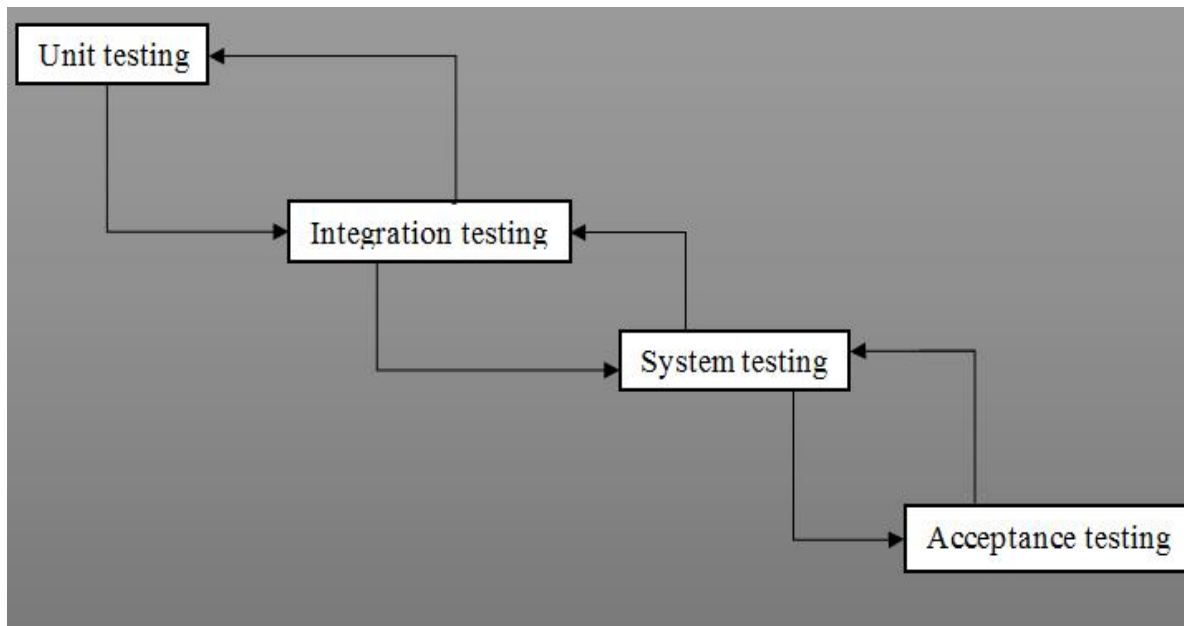 Unit testing
Integration testing
System testing
Acceptance testing